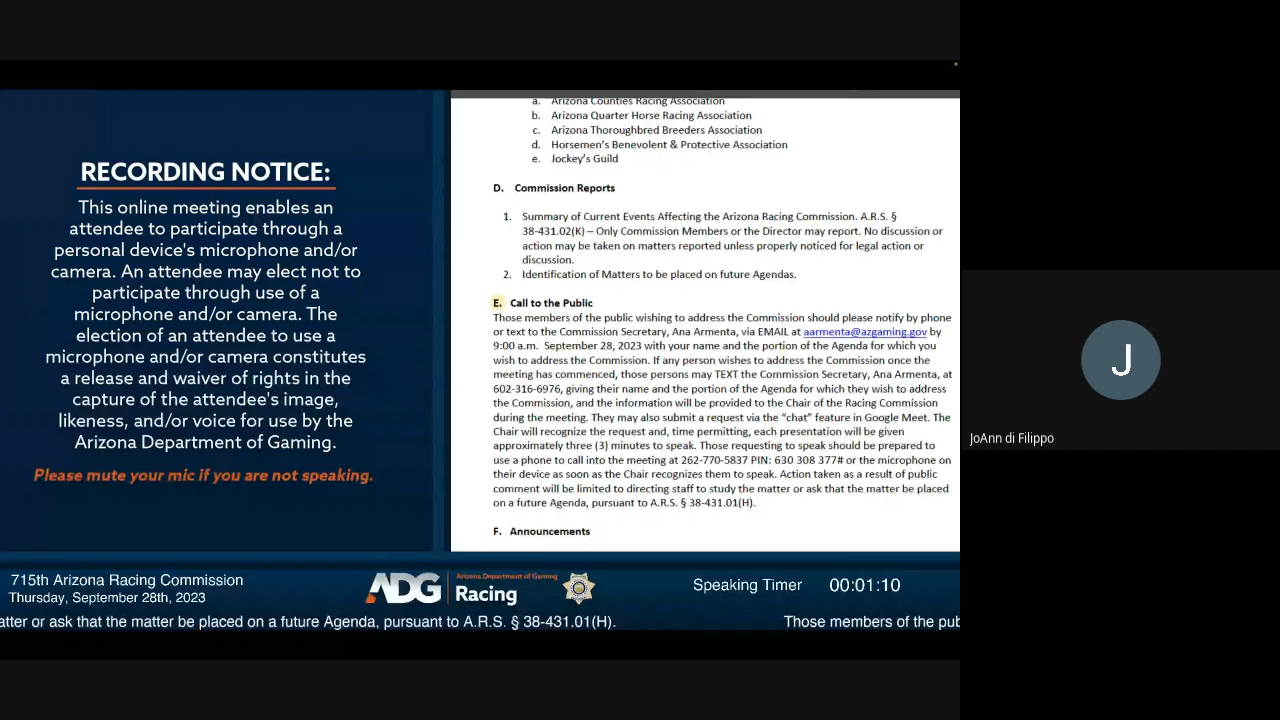 RECORDING NOTICE:
This online meeting enables an
attendee to participate through a
personal device's microphone and/or
camera. An attendee may elect not to
participate through use of a
microphone and/or camera. The
election of an attendee to use a
microphone and/or camera constitutes
a release and waiver of rights in the
capture of the attendee's image,
likeness, and/or voice for use by the
Arizona Department of Gaming.
Please mute your mic if you are not speaking.
a. Arizona Counties Racing Association
b. Arizona Quarter Horse Racing Association
c. Arizona Thoroughbred Breeders Association
d. Horsemen's Benevolent & Protective Association
e. Jockey's Guild
D. Commission Reports
1. Summary of Current Events Affecting the Arizona Racing Commission. A.R.S. §
38-431.02(K) – Only Commission Members or the Director may report. No discussion or
action may be taken on matters reported unless properly noticed for legal action or
discussion.
2. Identification of Matters to be placed on future Agendas.
E. Call to the Public
Those members of the public wishing to address the Commission should please notify by phone
or text to the Commission Secretary, Ana Armenta, via EMAIL at aarmenta@azgaming.gov by
9:00 a.m. September 28, 2023 with your name and the portion of the Agenda for which you
wish to address the Commission. If any person wishes to address the Commission once the
meeting has commenced, those persons may TEXT the Commission Secretary, Ana Armenta, at
602-316-6976, giving their name and the portion of the Agenda for which they wish to address
the Commission, and the information will be provided to the Chair of the Racing Commission
during the meeting. They may also submit a request via the “chat” feature in Google Meet. The
Chair will recognize the request and, time permitting, each presentation will be given
approximately three (3) minutes to speak. Those requesting to speak should be prepared to
use a phone to call into the meeting at 262-770-5837 PIN: 630 308 377# or the microphone on
their device as soon as the Chair recognizes them to speak. Action taken as a result of public
comment will be limited to directing staff to study the matter or ask that the matter be placed
on a future Agenda, pursuant to A.R.S. § 38-431.01(H).
F. Announcements
J
JoAnn di Filippo
715th Arizona Racing Commission
Thursday, September 28th, 2023
ADG
Arizona Department of Gaming
Racing
Speaking Timer 00:01:10
atter or ask that the matter be placed on a future Agenda, pursuant to A.R.S. § 38-431.01(H). Those members of the pub